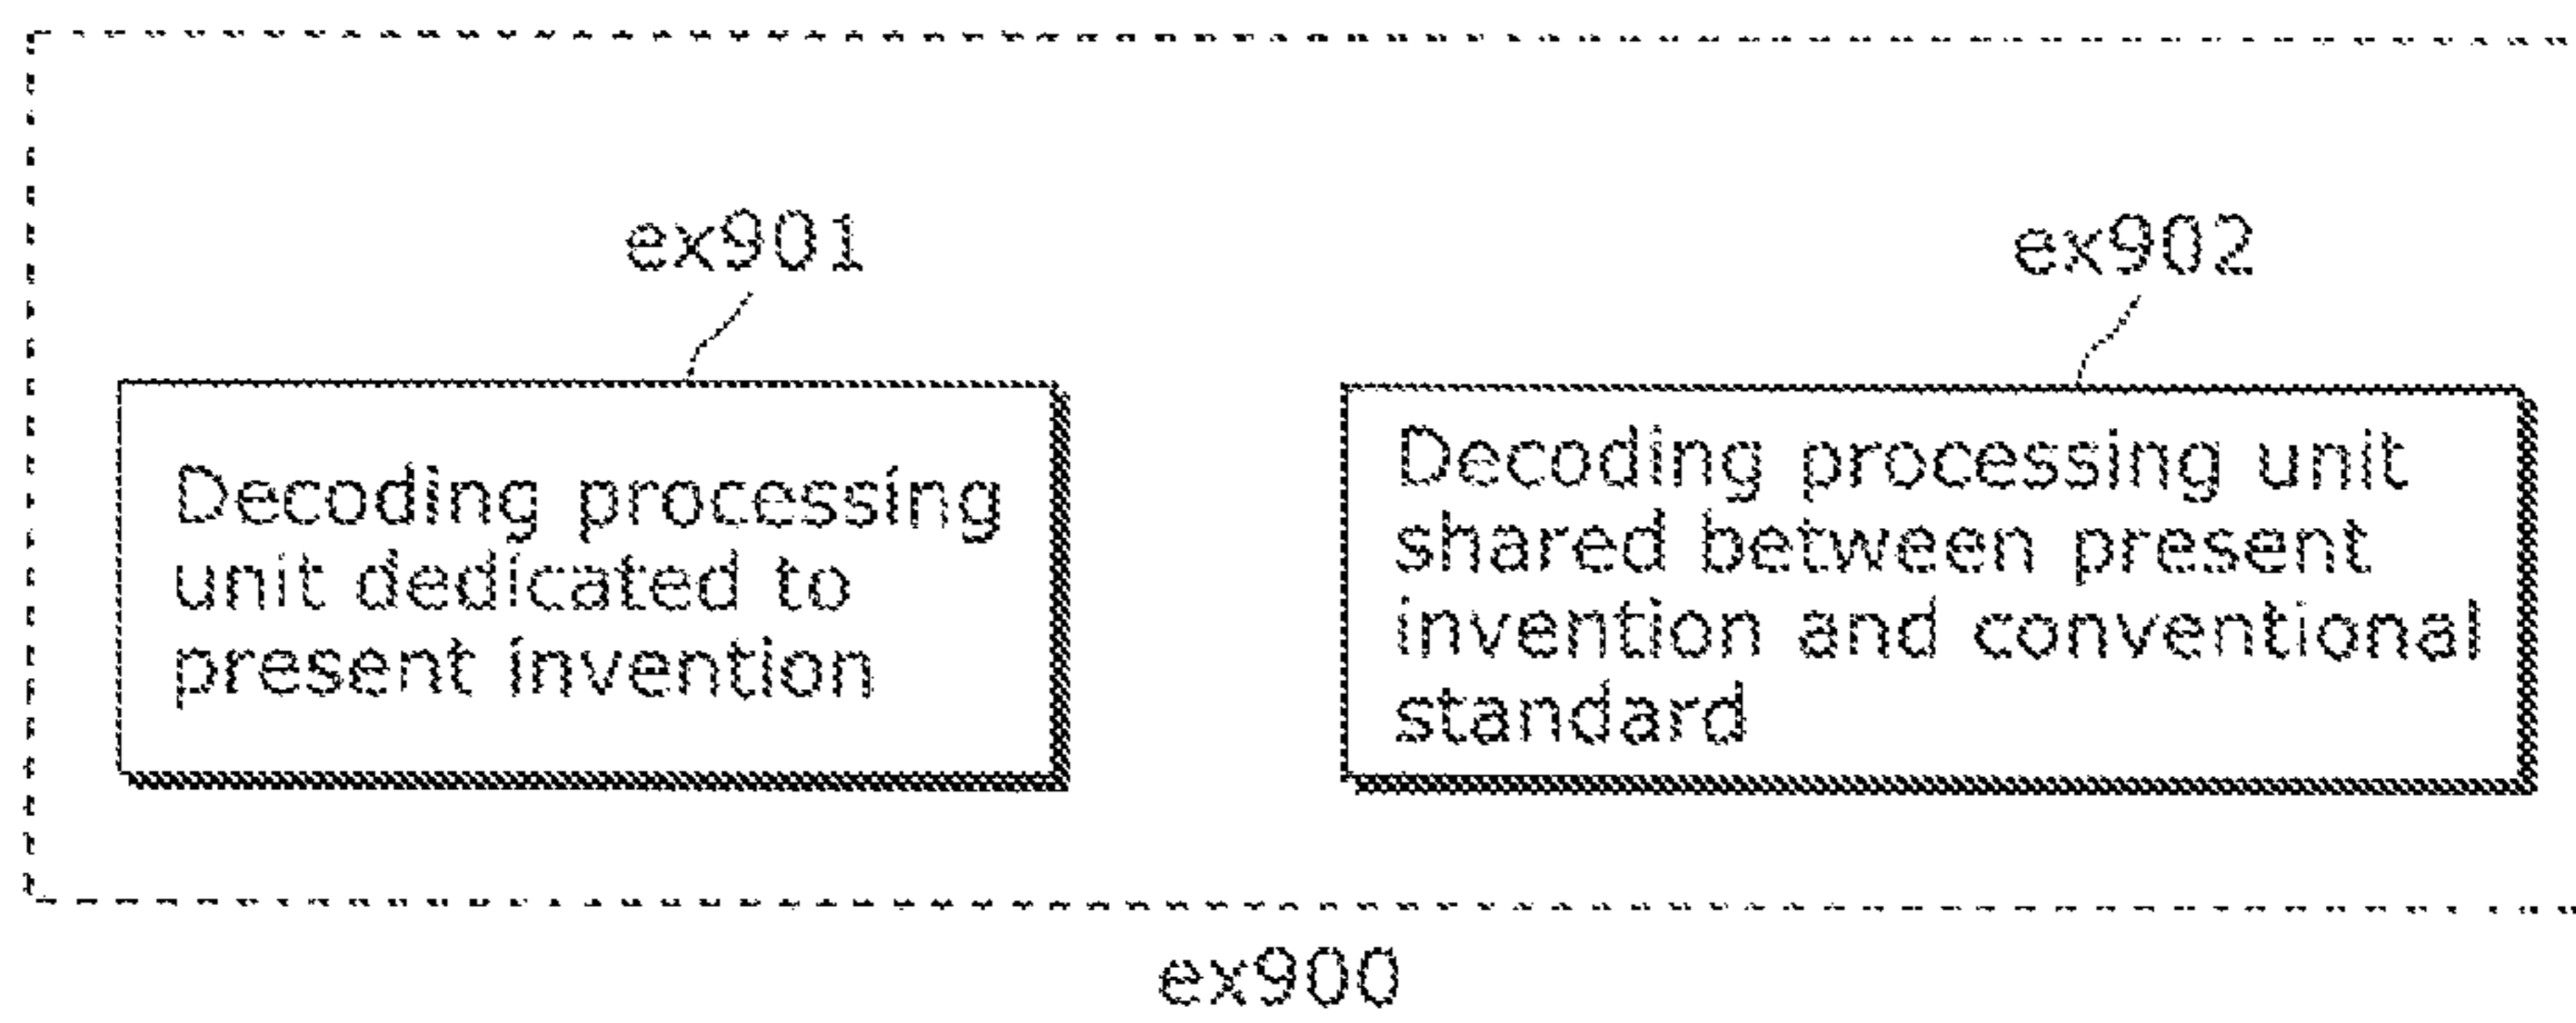 ex901
Decoding processing
unit dedicated to
present invention
ex902
Decoding processing unit
shared between present
invention and conventional
standard
ex900